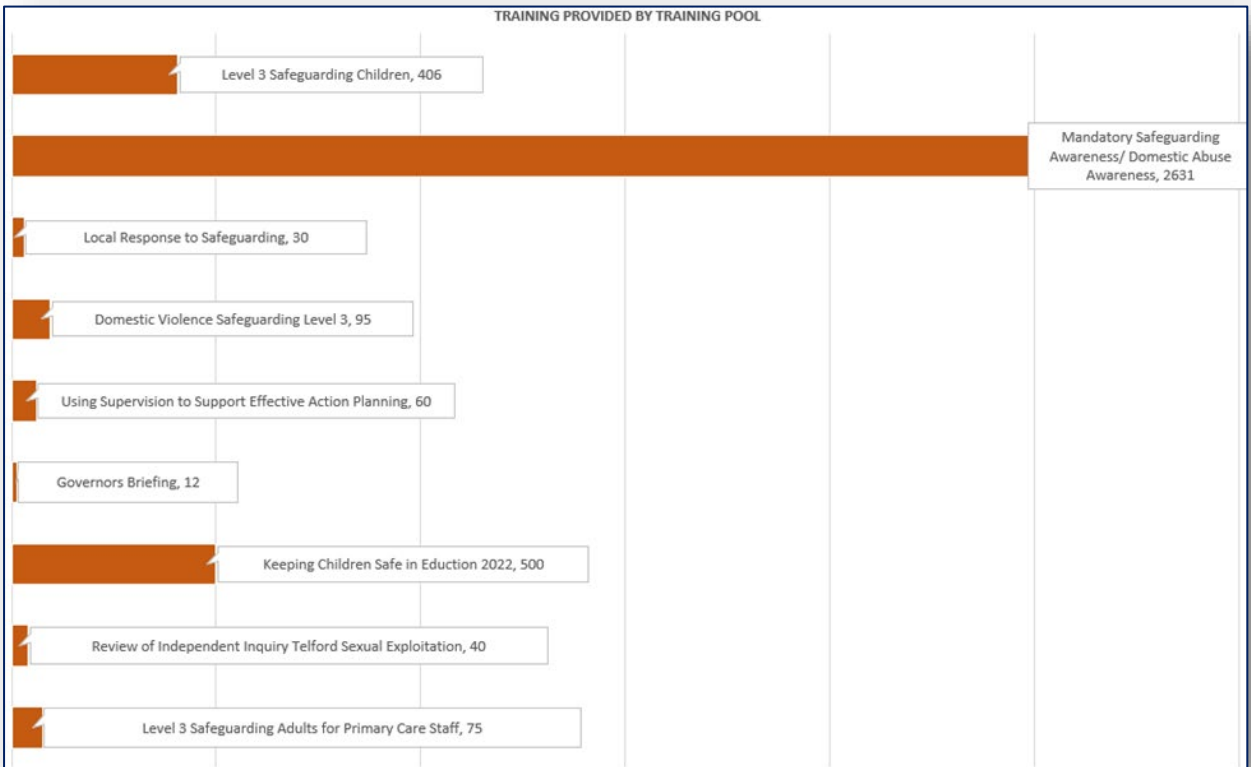 TRAINING PROVIDED BY TRAINING POOL
Level 3 Safeguarding Children, 406
Mandatory Safeguarding
Awareness/ Domestic Abuse
Awareness, 2631
Local Response to Safeguarding, 30
Domestic Violence Safeguarding Level 3, 95
Using Supervision to Support Effective Action Planning, 60
Governors Briefing, 12
Keeping Children Safe in Eduction 2022, 500
Review of Independent Inquiry Telford Sexual Exploitation, 40
Level 3 Safeguarding Adults for Primary Care Staff, 75